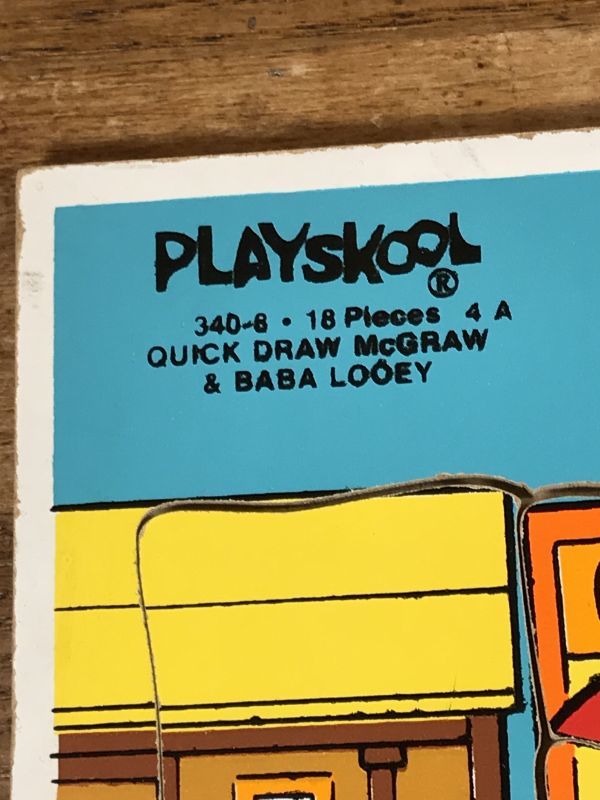 PLAYSKOOL®
340-8 • 18 Pieces 4 A
QUICK DRAW McGRAW
& BABA LOOEY